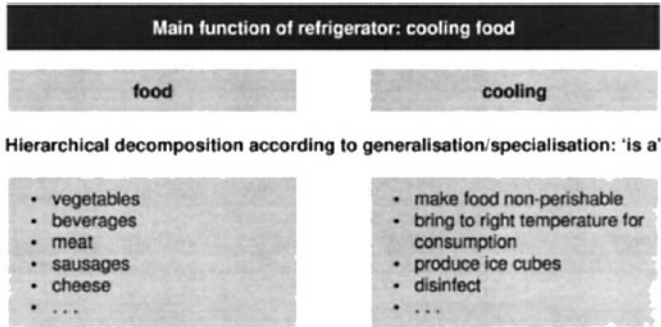 Main function of refrigerator: cooling food
food
cooling
Hierarchical decomposition according to generalisation/specialisation: 'is a'
• vegetables
• beverages
• meat
• sausages
• cheese
• . . .
• make food non-perishable
• bring to right temperature for
consumption
• produce ice cubes
• disinfect
• . . .